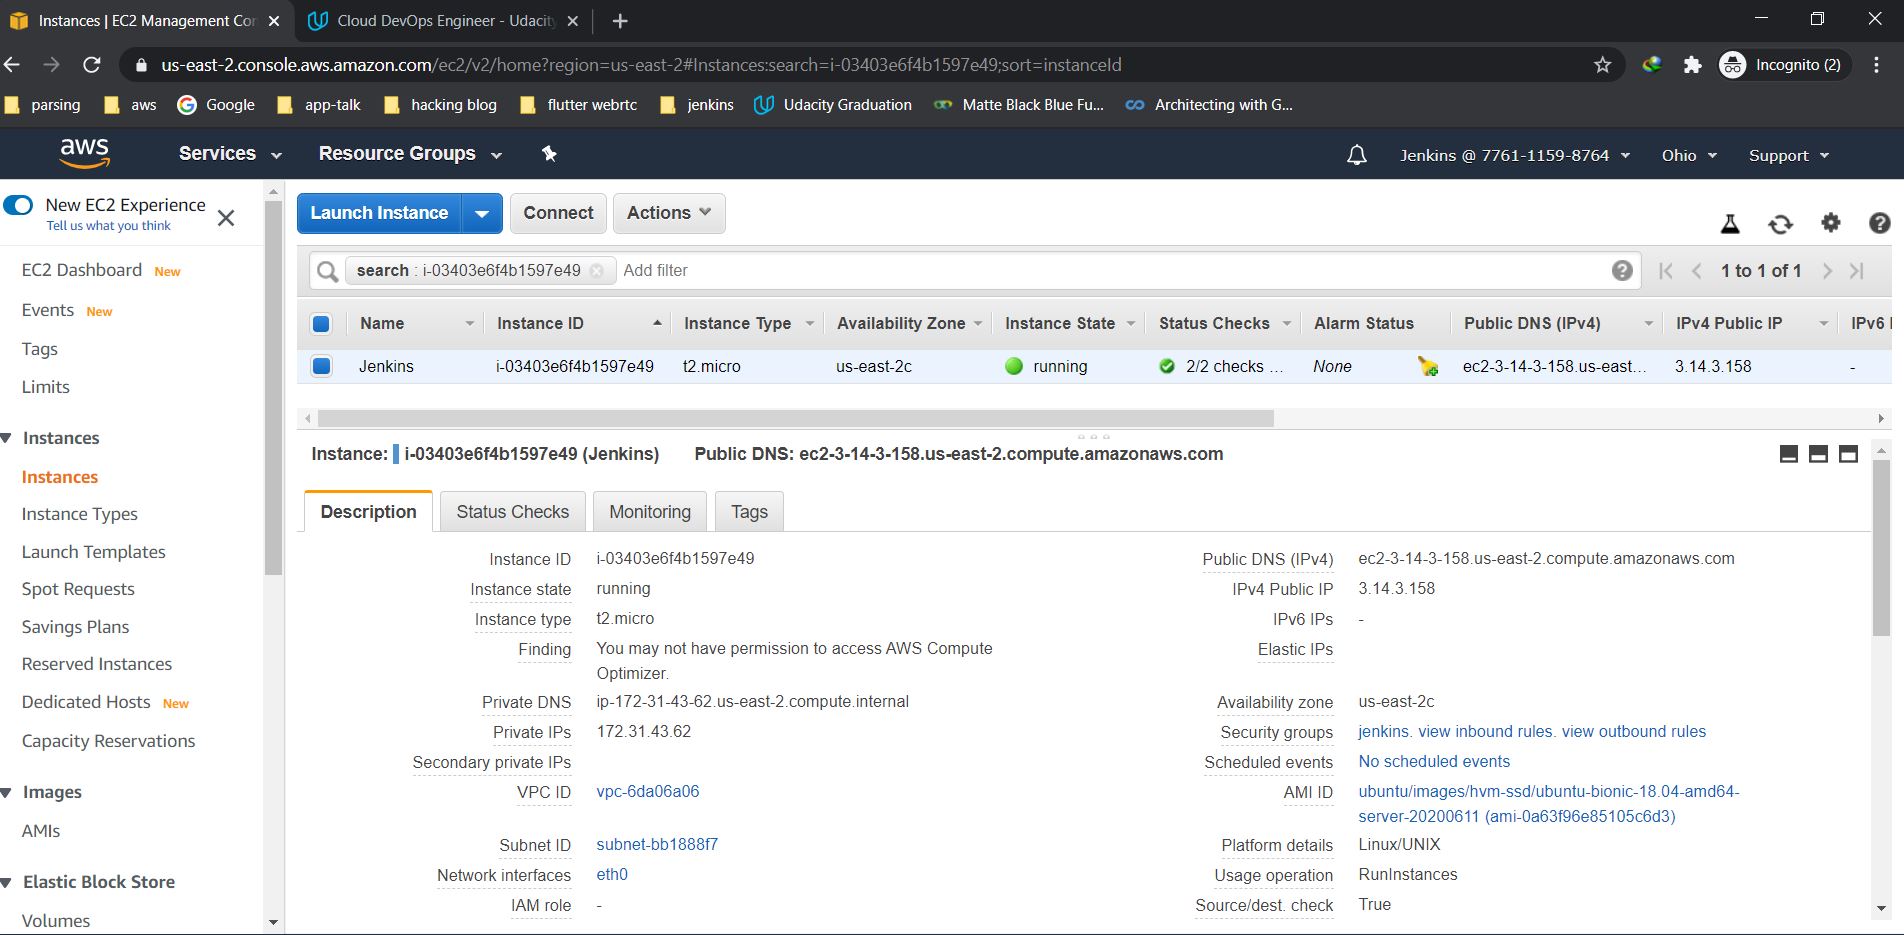 Instances | EC2 Management Con
Cloud DevOps Engineer - Udacity
us-east-2.console.aws.amazon.com/ec2/v2/home?region=us-east-2#Instances:search=i-03403e6f4b1597e49;sort=instanceId
Incognito (2)
parsing
aws
Google
app-talk
hacking blog
flutter webrtc
jenkins
Udacity Graduation
Matte Black Blue Fu...
Architecting with G...
aws
Services
Resource Groups
Jenkins @ 7761-1159-8764
Ohio
Support
New EC2 Experience
Tell us what you think
EC2 Dashboard New
Events New
Tags
Limits
Instances
Instances
Instance Types
Launch Templates
Spot Requests
Savings Plans
Reserved Instances
Dedicated Hosts New
Capacity Reservations
Images
AMIs
Elastic Block Store
Volumes
Launch Instance
Connect
Actions
search : i-03403e6f4b1597e49
Add filter
1 to 1 of 1
Name
Instance ID
Instance Type
Availability Zone
Instance State
Status Checks
Alarm Status
Public DNS (IPv4)
IPv4 Public IP
IPv6 I
Jenkins
i-03403e6f4b1597e49
t2.micro
us-east-2c
running
2/2 checks ...
None
ec2-3-14-3-158.us-east...
3.14.3.158
-
Instance: i-03403e6f4b1597e49 (Jenkins)
Public DNS: ec2-3-14-3-158.us-east-2.compute.amazonaws.com
Description
Status Checks
Monitoring
Tags
Instance ID i-03403e6f4b1597e49
Instance state running
Instance type t2.micro
Finding You may not have permission to access AWS Compute
Optimizer.
Private DNS ip-172-31-43-62.us-east-2.compute.internal
Private IPs 172.31.43.62
Secondary private IPs
VPC ID vpc-6da06a06
Subnet ID subnet-bb1888f7
Network interfaces eth0
IAM role -
Public DNS (IPv4) ec2-3-14-3-158.us-east-2.compute.amazonaws.com
IPv4 Public IP 3.14.3.158
IPv6 IPs -
Elastic IPs
Availability zone us-east-2c
Security groups jenkins. view inbound rules. view outbound rules
Scheduled events No scheduled events
AMI ID ubuntu/images/hvm-ssd/ubuntu-bionic-18.04-amd64-
server-20200611 (ami-0a63f96e85105c6d3)
Platform details Linux/UNIX
Usage operation RunInstances
Source/dest. check True